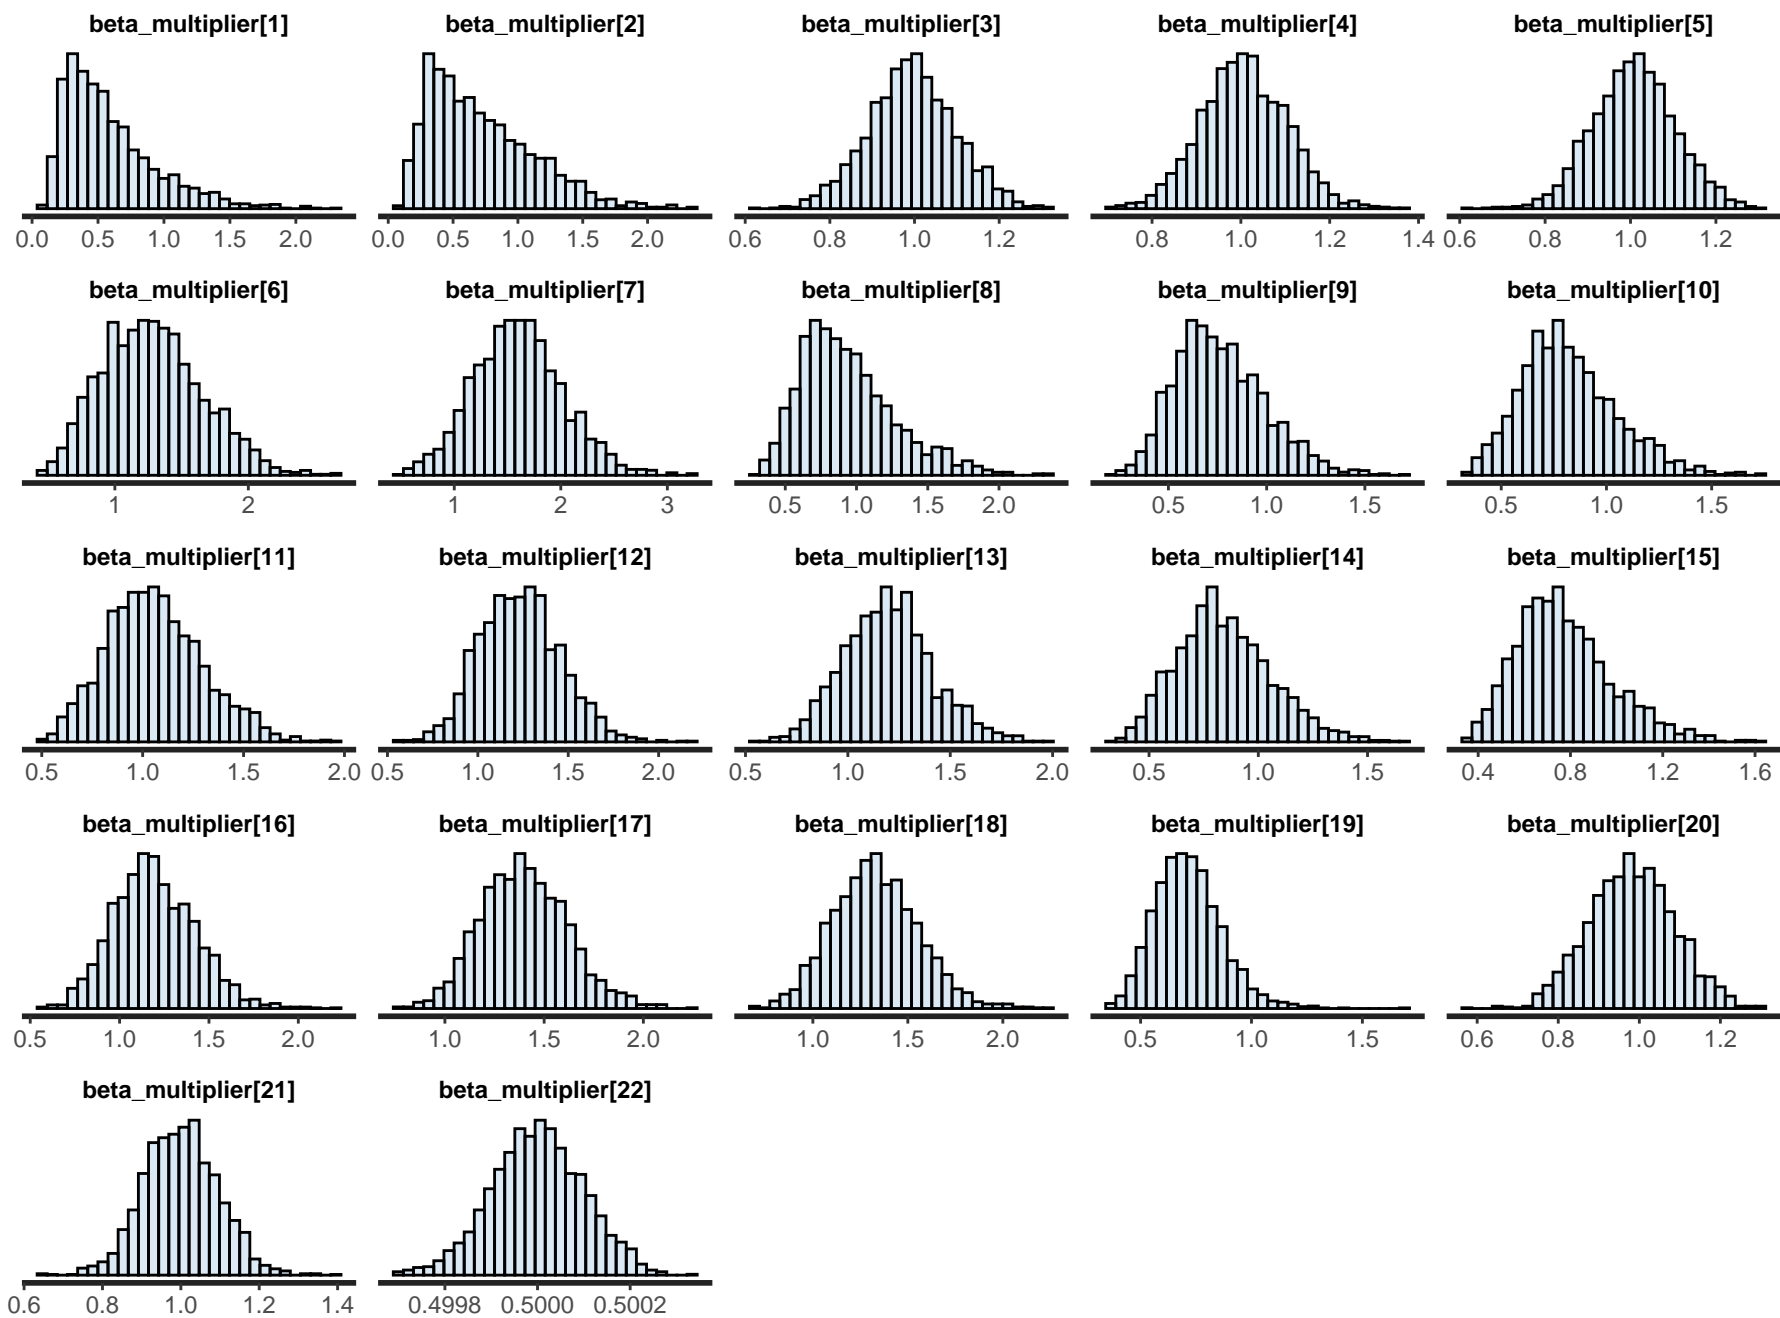 beta_multiplier[1] beta_multiplier[2] beta_multiplier[3] beta_multiplier[4] beta_multiplier[5]
0.0 0.5 1.0 1.5 2.0 0.0 0.5 1.0 1.5 2.0 0.6 0.8 1.0 1.2 0.8 1.0 1.2 1.4 0.6 0.8 1.0 1.2
beta_multiplier[6] beta_multiplier[7] beta_multiplier[8] beta_multiplier[9] beta_multiplier[10]
1 2 1 2 3 0.5 1.0 1.5 2.0 0.5 1.0 1.5 0.5 1.0 1.5
beta_multiplier[11] beta_multiplier[12] beta_multiplier[13] beta_multiplier[14] beta_multiplier[15]
0.5 1.0 1.5 2.0 0.5 1.0 1.5 2.0 0.5 1.0 1.5 2.0 0.5 1.0 1.5 0.4 0.8 1.2 1.6
beta_multiplier[16] beta_multiplier[17] beta_multiplier[18] beta_multiplier[19] beta_multiplier[20]
0.5 1.0 1.5 2.0 1.0 1.5 2.0 1.0 1.5 2.0 0.5 1.0 1.5 0.6 0.8 1.0 1.2
beta_multiplier[21] beta_multiplier[22]
0.6 0.8 1.0 1.2 1.4 0.4998 0.5000 0.5002